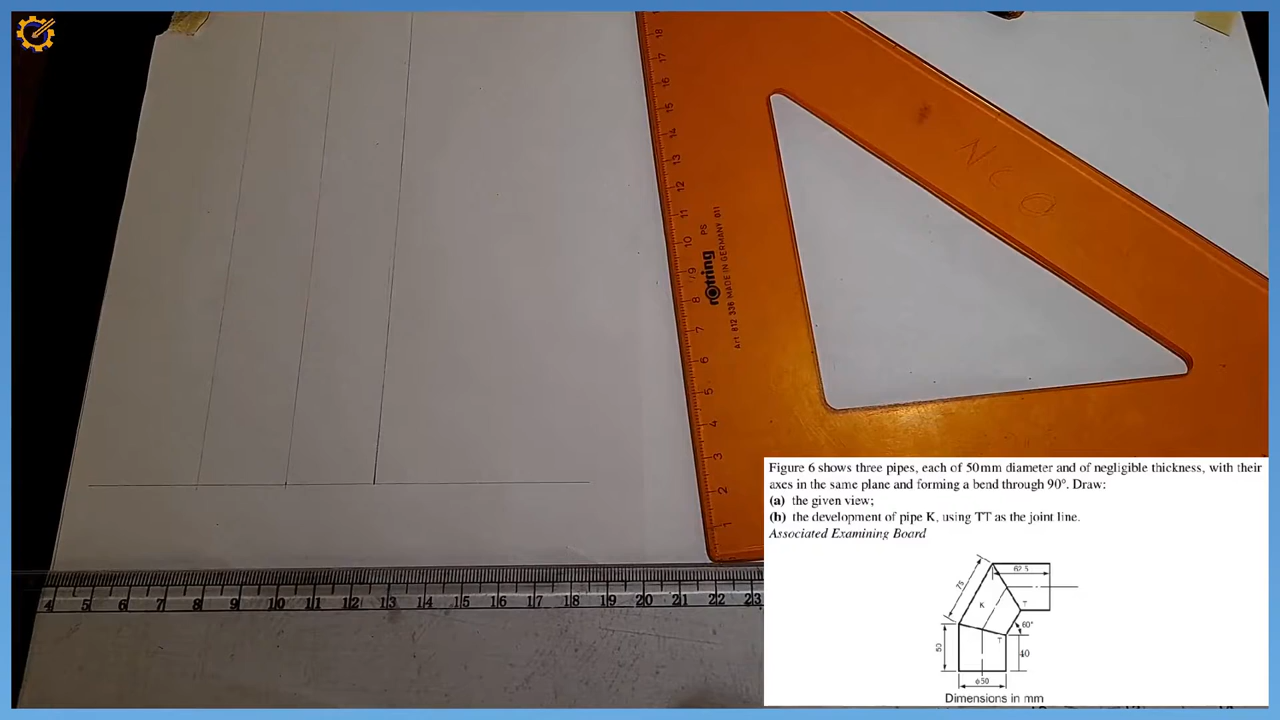 18
17
16
15
14
13
12
11
10
9
8
7
6
5
4
3
2
1
rotring PS
Art 812 336 MADE IN GERMANY 011
N C O
4 5 6 7 8 9 10 11 12 13 14 15 16 17 18 19 20 21 22 23
Figure 6 shows three pipes, each of 50mm diameter and of negligible thickness, with their
axes in the same plane and forming a bend through 90°. Draw:
(a) the given view;
(b) the development of pipe K, using TT as the joint line.
Associated Examining Board
62.5
75
K
T
60°
T
50
40
ϕ50
Dimensions in mm